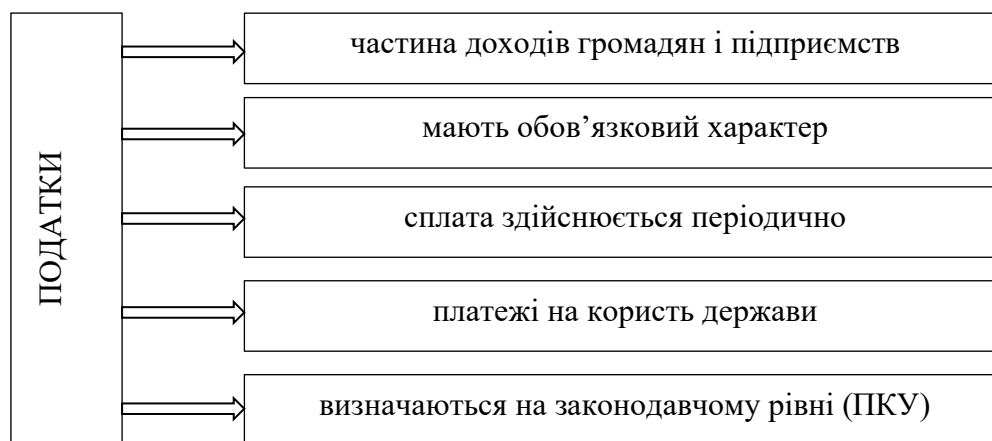 ПОДАТКИ
частина доходів громадян і підприємств
мають обов’язковий характер
сплата здійснюється періодично
платежі на користь держави
визначаються на законодавчому рівні (ПКУ)